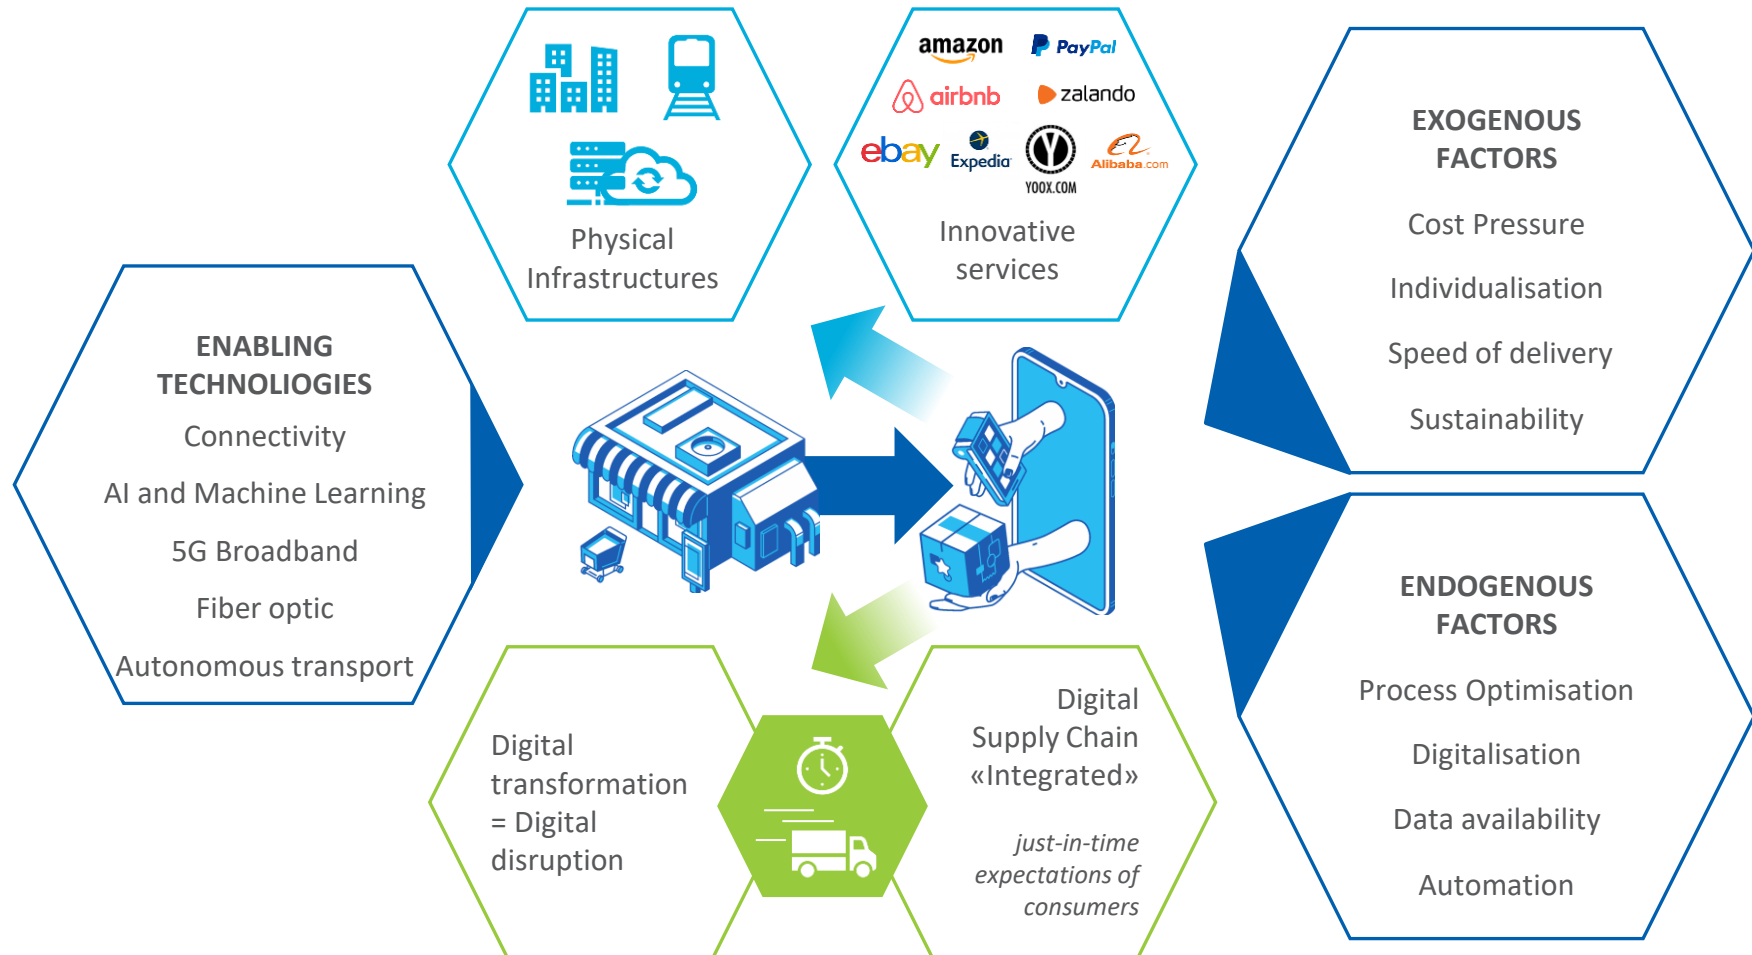 amazon
PayPal
airbnb
zalando
ebay
Expedia
Y
YOOX.COM
Alibaba.com
Physical
Infrastructures
Innovative
services
EXOGENOUS
FACTORS
Cost Pressure
Individualisation
Speed of delivery
Sustainability
ENABLING
TECHNOLIOGIES
Connectivity
AI and Machine Learning
5G Broadband
Fiber optic
Autonomous transport
ENDOGENOUS
FACTORS
Process Optimisation
Digitalisation
Data availability
Automation
Digital
transformation
= Digital
disruption
Digital
Supply Chain
«Integrated»
just-in-time
expectations of
consumers